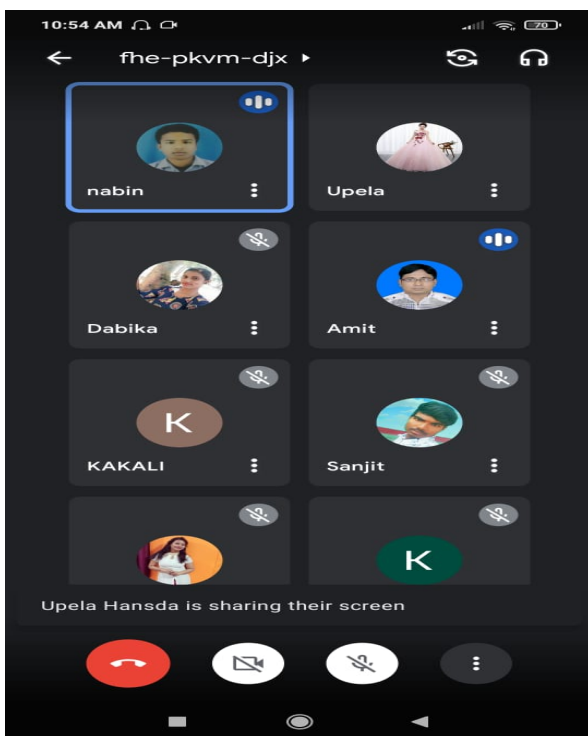 10:54 AM 70
fhe-pkvm-djx
nabin Upela
Dabika Amit
K
KAKALI Sanjit
K
Upela Hansda is sharing their screen